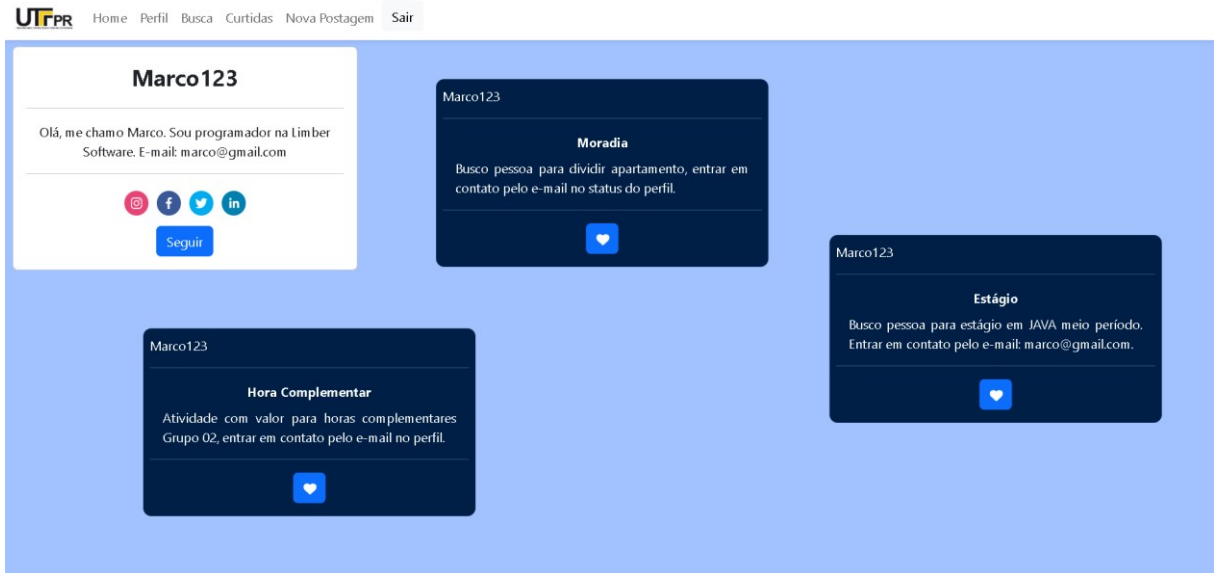 UTFPR Home Perfil Busca Curtidas Nova Postagem Sair
Marco123
Olá, me chamo Marco. Sou programador na Limber
Software. E-mail: marco@gmail.com
Seguir
Marco123
Moradia
Busco pessoa para dividir apartamento, entrar em
contato pelo e-mail no status do perfil.
Marco123
Estágio
Busco pessoa para estágio em JAVA meio período.
Entrar em contato pelo e-mail: marco@gmail.com.
Marco123
Hora Complementar
Atividade com valor para horas complementares
Grupo 02, entrar em contato pelo e-mail no perfil.